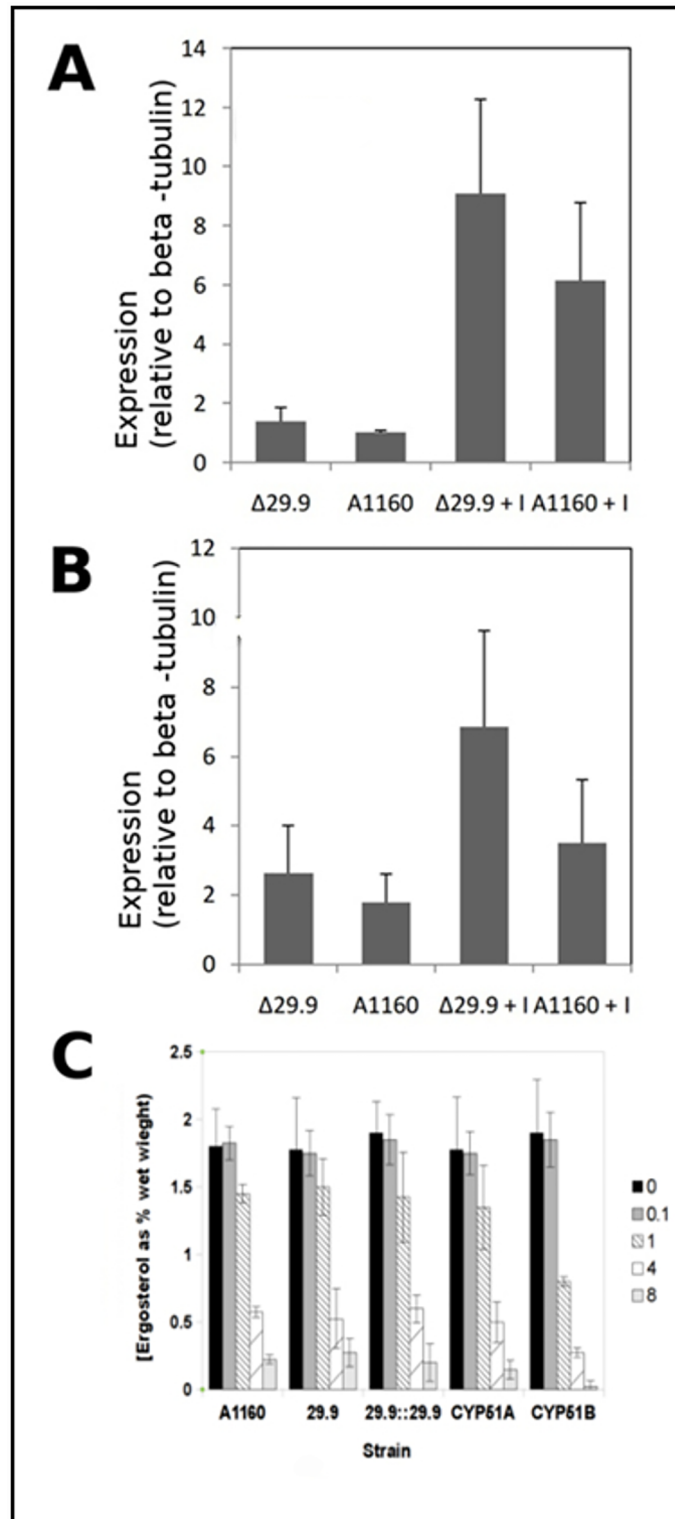 A
Expression
(relative to beta -tubulin)
14
12
10
8
6
4
2
0
Δ29.9 A1160 Δ29.9 + I A1160 + I
B
Expression
(relative to beta -tubulin)
12
10
8
6
4
2
0
Δ29.9 A1160 Δ29.9 + I A1160 + I
C
[Ergosterol as % wet wieght)
2.5
2
1.5
1
0.5
0
A1160 29.9 29.9::29.9 CYP51A CYP51B
Strain
0
0.1
1
4
8